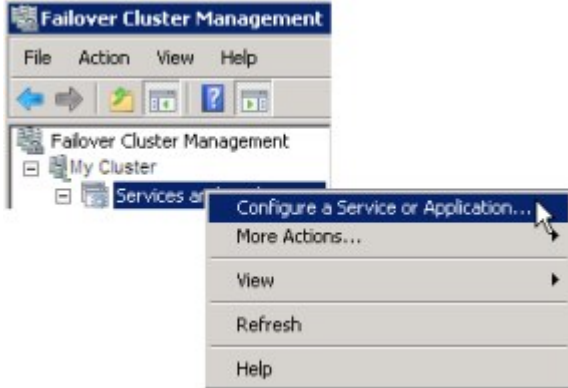 Failover Cluster Management
File Action View Help
Failover Cluster Management
My Cluster
Services
Configure a Service or Application...
More Actions...
View
Refresh
Help